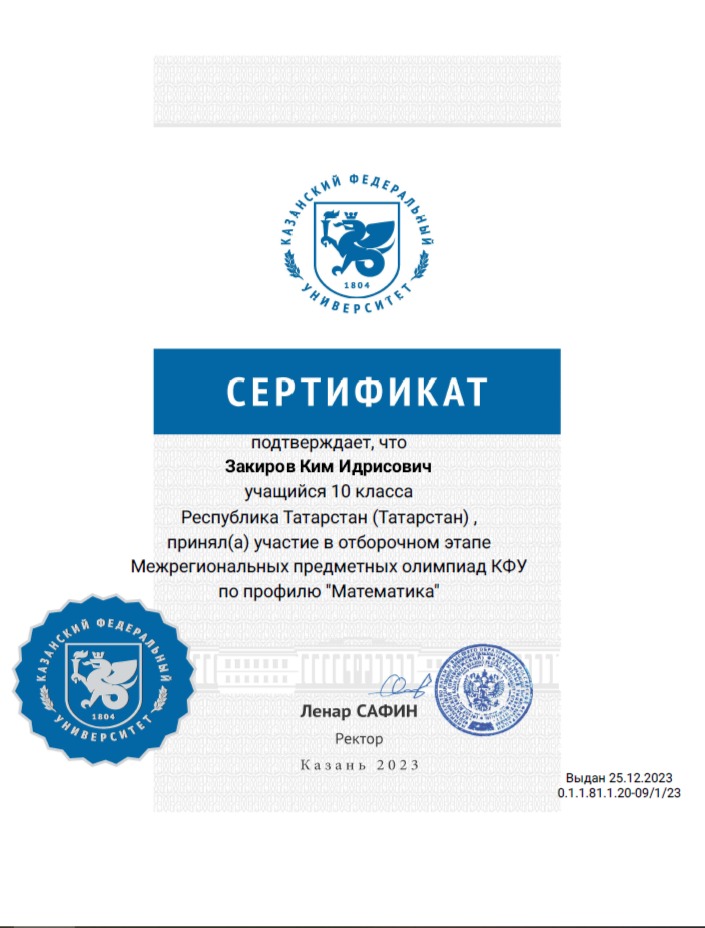 КАЗАНСКИЙ ФЕДЕРАЛЬНЫЙ
УНИВЕРСИТЕТ
1804
СЕРТИФИКАТ
подтверждает, что
Закиров Ким Идрисович
учащийся 10 класса
Республика Татарстан (Татарстан) ,
принял(а) участие в отборочном этапе
Межрегиональных предметных олимпиад КФУ
по профилю "Математика"
КАЗАНСКИЙ ФЕДЕРАЛЬНЫЙ
УНИВЕРСИТЕТ
1804
Ленар САФИН
Ректор
Казань 2023
Выдан 25.12.2023
0.1.1.81.1.20-09/1/23